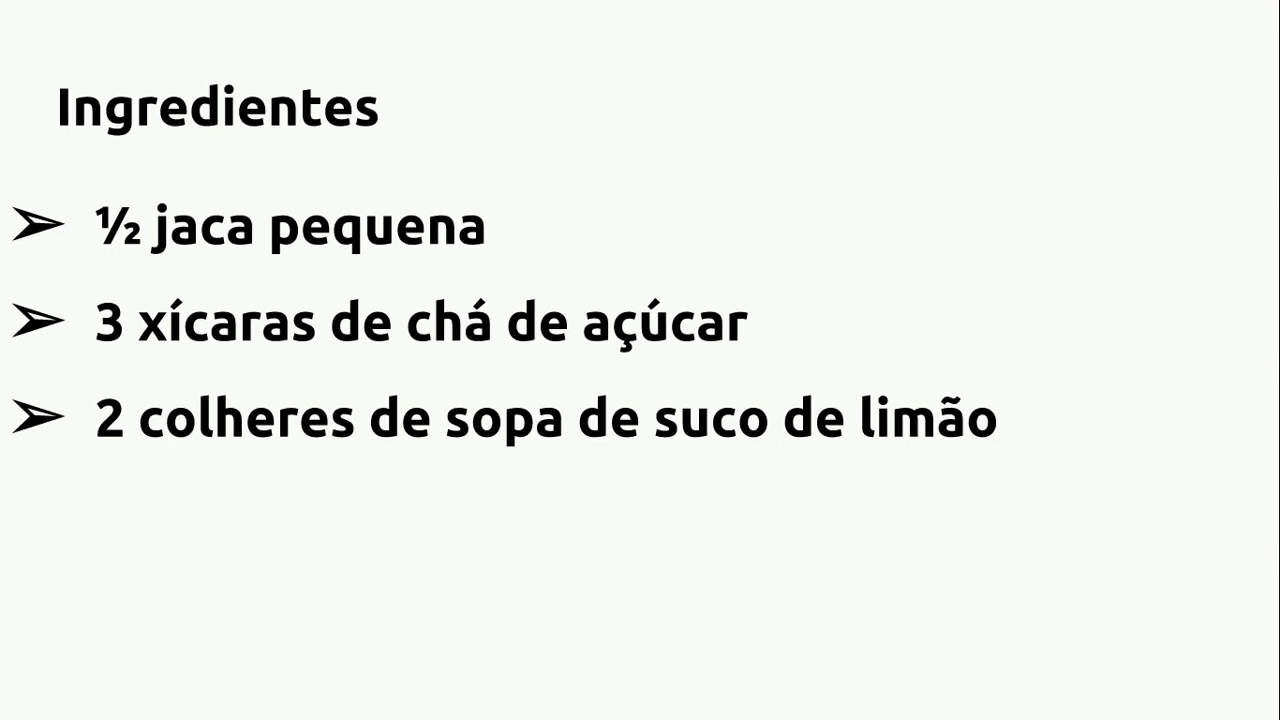 Ingredientes
➢ ½ jaca pequena
➢ 3 xícaras de chá de açúcar
➢ 2 colheres de sopa de suco de limão